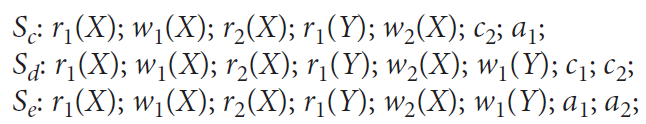 S_c: r_1(X); w_1(X); r_2(X); r_1(Y); w_2(X); c_2; a_1;
S_d: r_1(X); w_1(X); r_2(X); r_1(Y); w_2(X); w_1(Y); c_1; c_2;
S_e: r_1(X); w_1(X); r_2(X); r_1(Y); w_2(X); w_1(Y); a_1; a_2;